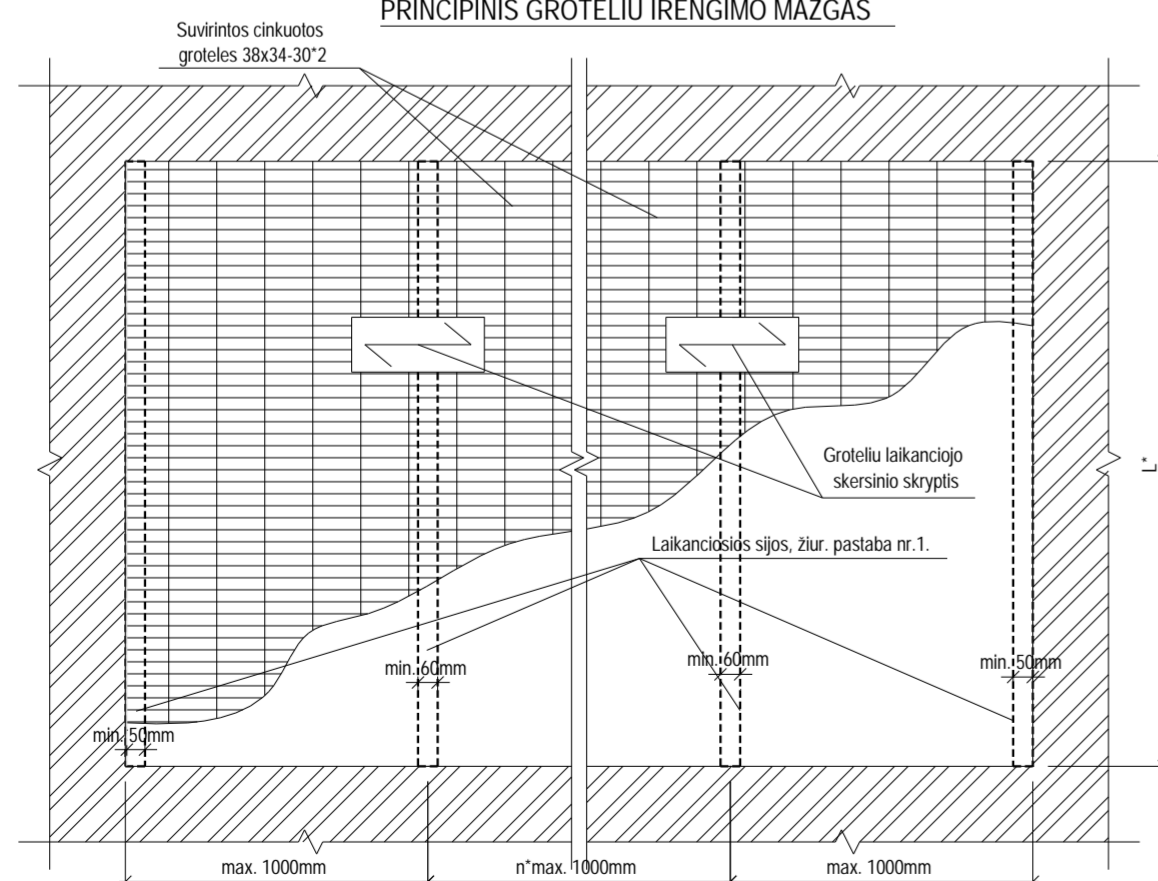 PRINCIPINIS GROTELIU IRENGIMO MAZGAS
Suvirintos cinkuotos
groteles 38x34-30*2
Groteliu laikanciojo
skersinio skryptis
L*
Laikanciosios sijos, žiur. pastaba nr.1.
min. 60mm
min. 60mm
min. 50mm
min. 50mm
max. 1000mm
n*max. 1000mm
max. 1000mm